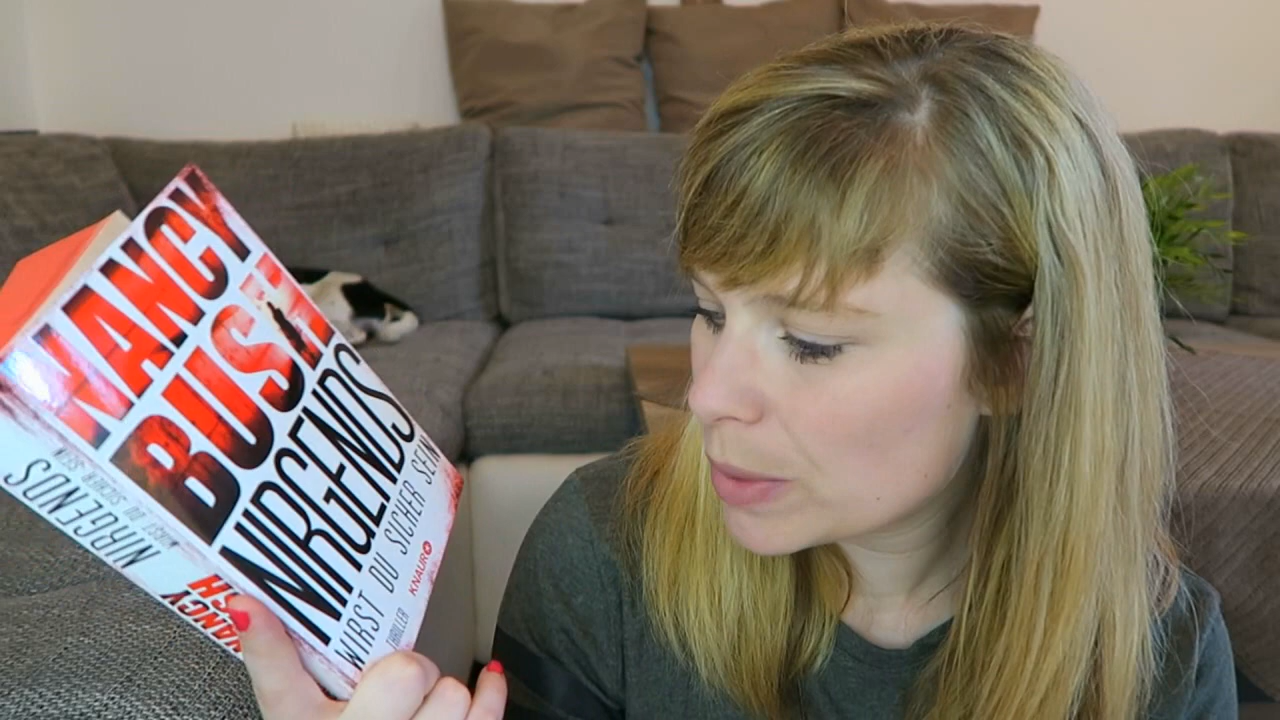 NANCY
BUSH
NIRGENDS
WIRST DU SICHER SEIN
THRILLER KNAUR
NANCY
BUSH
NIRGENDS
WIRST DU SICHER SEIN